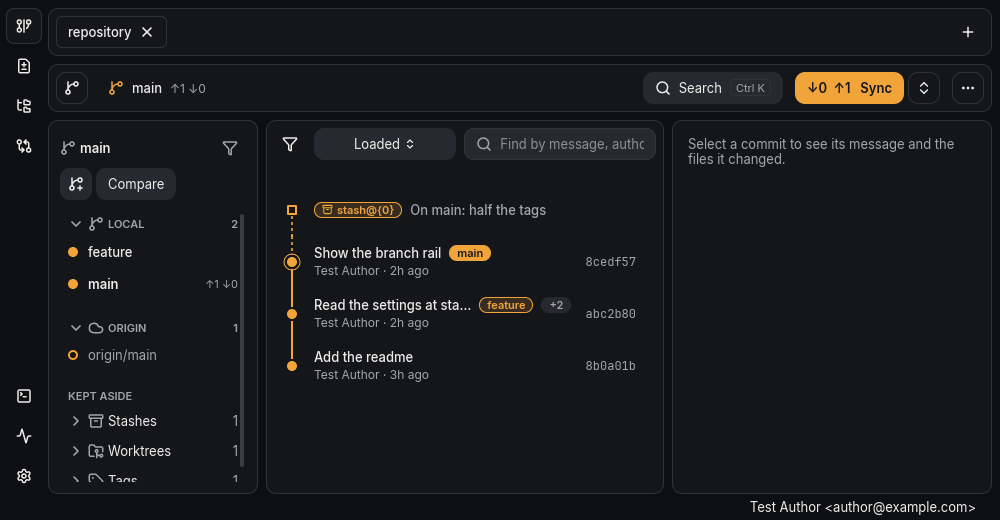 repository
main ↑1 ↓0
Search Ctrl K
↓0 ↑1 Sync
main
Compare
LOCAL 2
feature
main ↑1 ↓0
ORIGIN 1
origin/main
KEPT ASIDE
Stashes 1
Worktrees 1
Tags 1
Loaded
Find by message, autho
stash@{0} On main: half the tags
Show the branch rail main
Test Author · 2h ago 8cedf57
Read the settings at sta… feature +2
Test Author · 2h ago abc2b80
Add the readme
Test Author · 3h ago 8b0a01b
Select a commit to see its message and the
files it changed.
Test Author <author@example.com>